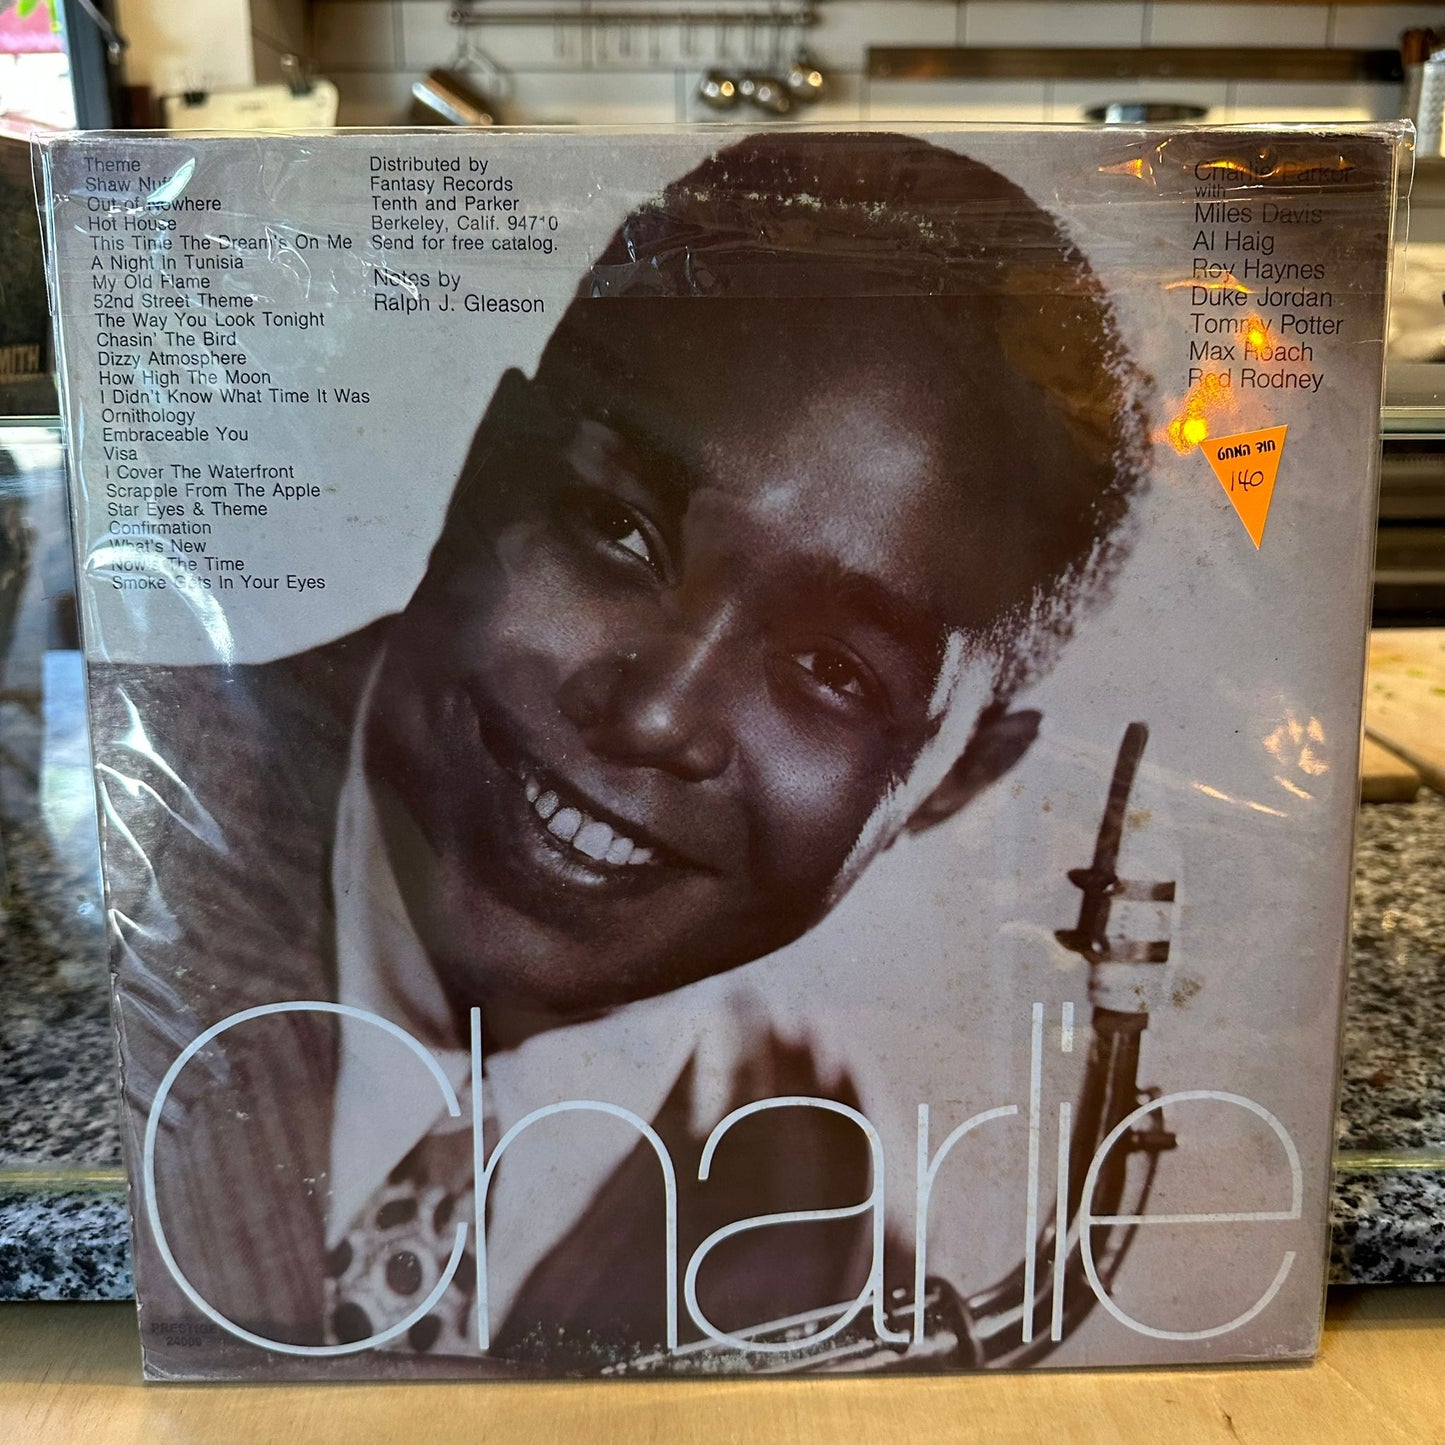 Theme
Shaw Nuff
Out of Nowhere
Hot House
This Time The Dream's On Me
A Night In Tunisia
My Old Flame
52nd Street Theme
The Way You Look Tonight
Chasin' The Bird
Dizzy Atmosphere
How High The Moon
I Didn't Know What Time It Was
Ornithology
Embraceable You
Visa
I Cover The Waterfront
Scrapple From The Apple
Star Eyes & Theme
Confirmation
What's New
Now's The Time
Smoke Gets In Your Eyes
Distributed by
Fantasy Records
Tenth and Parker
Berkeley, Calif. 94710
Send for free catalog.
Notes by
Ralph J. Gleason
Charlie Parker
with
Miles Davis
Al Haig
Roy Haynes
Duke Jordan
Tommy Potter
Max Roach
Red Rodney
חוד המחט
140
Charlie
PRESTIGE
24009